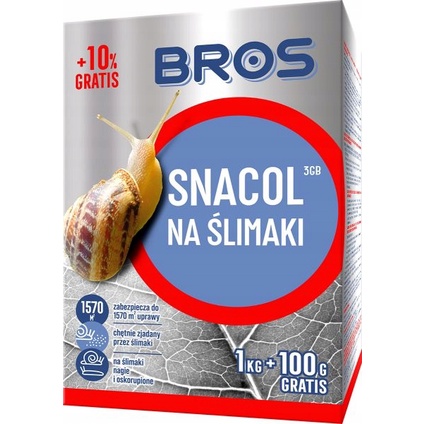 +10%
GRATIS
BROS
SNACOL 3GB
NA ŚLIMAKI
1570 m²
zabezpiecza do
1570 m² uprawy
chętnie zjadany
przez ślimaki
na ślimaki
nagie
i oskorupione
1KG + 100G
GRATIS